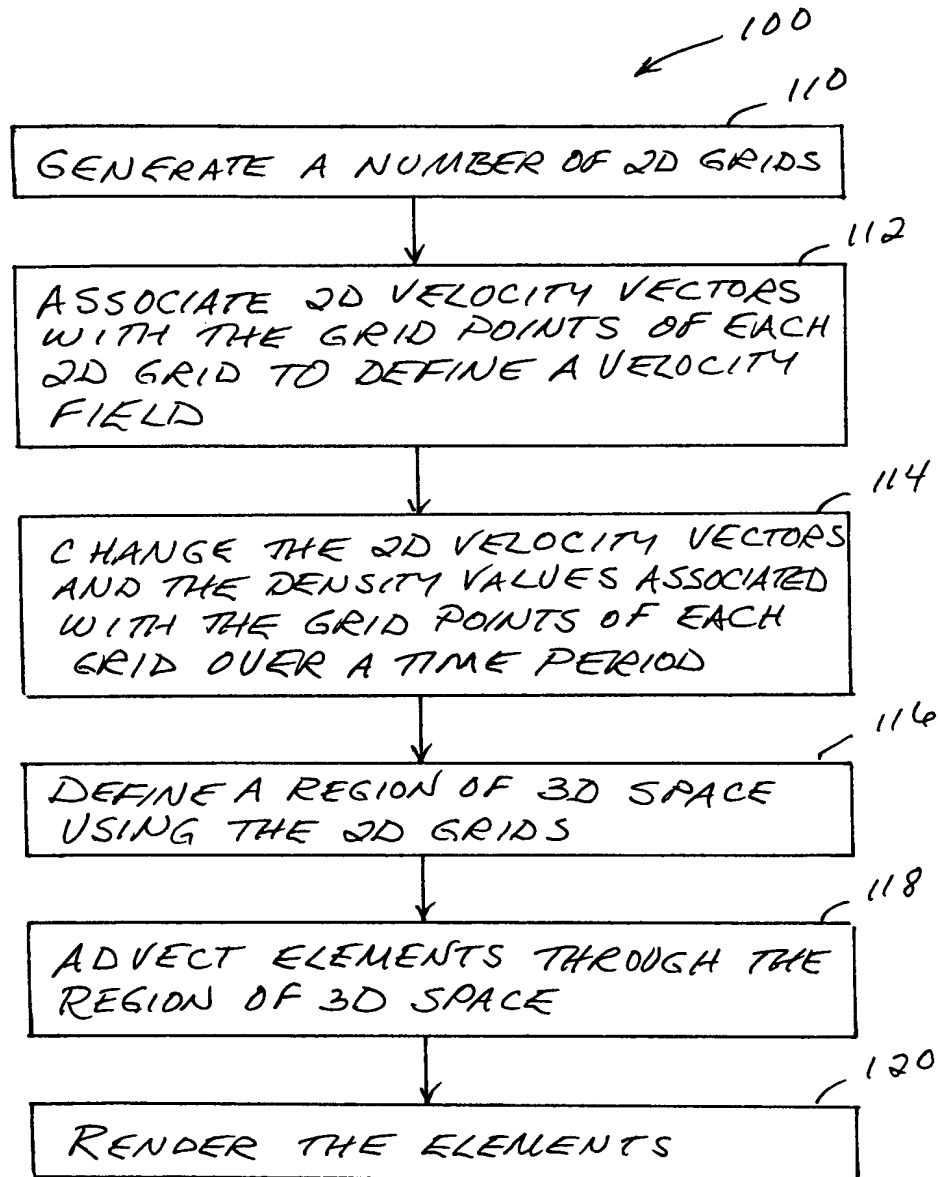 100
110
GENERATE A NUMBER OF 2D GRIDS
112
ASSOCIATE 2D VELOCITY VECTORS
WITH THE GRID POINTS OF EACH
2D GRID TO DEFINE A VELOCITY
FIELD
114
CHANGE THE 2D VELOCITY VECTORS
AND THE DENSITY VALUES ASSOCIATED
WITH THE GRID POINTS OF EACH
GRID OVER A TIME PERIOD
116
DEFINE A REGION OF 3D SPACE
USING THE 2D GRIDS
118
ADVECT ELEMENTS THROUGH THE
REGION OF 3D SPACE
120
RENDER THE ELEMENTS